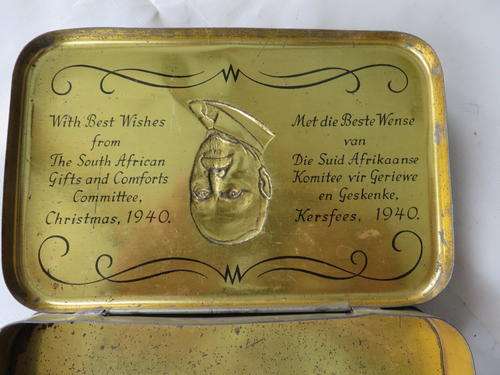 With Best Wishes
from
The South African
Gifts and Comforts
Committee,
Christmas, 1940.
Met die Beste Wense
van
Die Suid Afrikaanse
Komitee vir Geriewe
en Geskenke,
Kersfees, 1940.